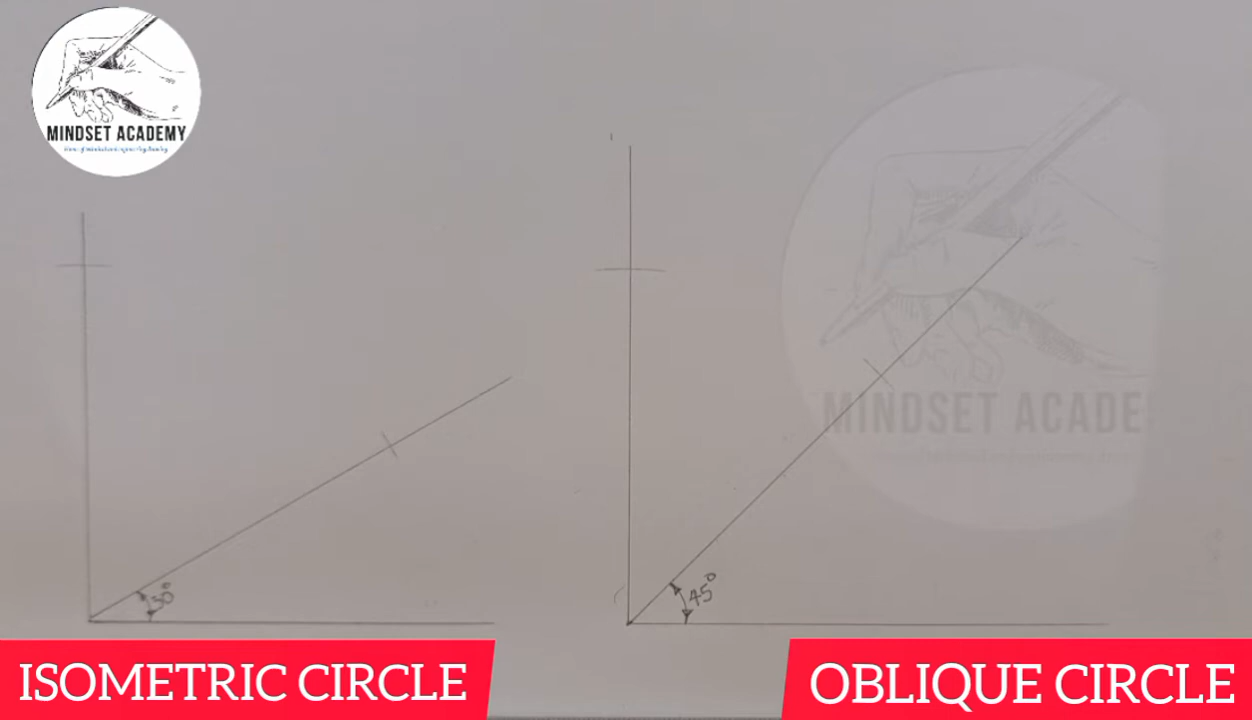 MINDSET ACADEMY
MINDSET ACADE
30°
45°
ISOMETRIC CIRCLE
OBLIQUE CIRCLE